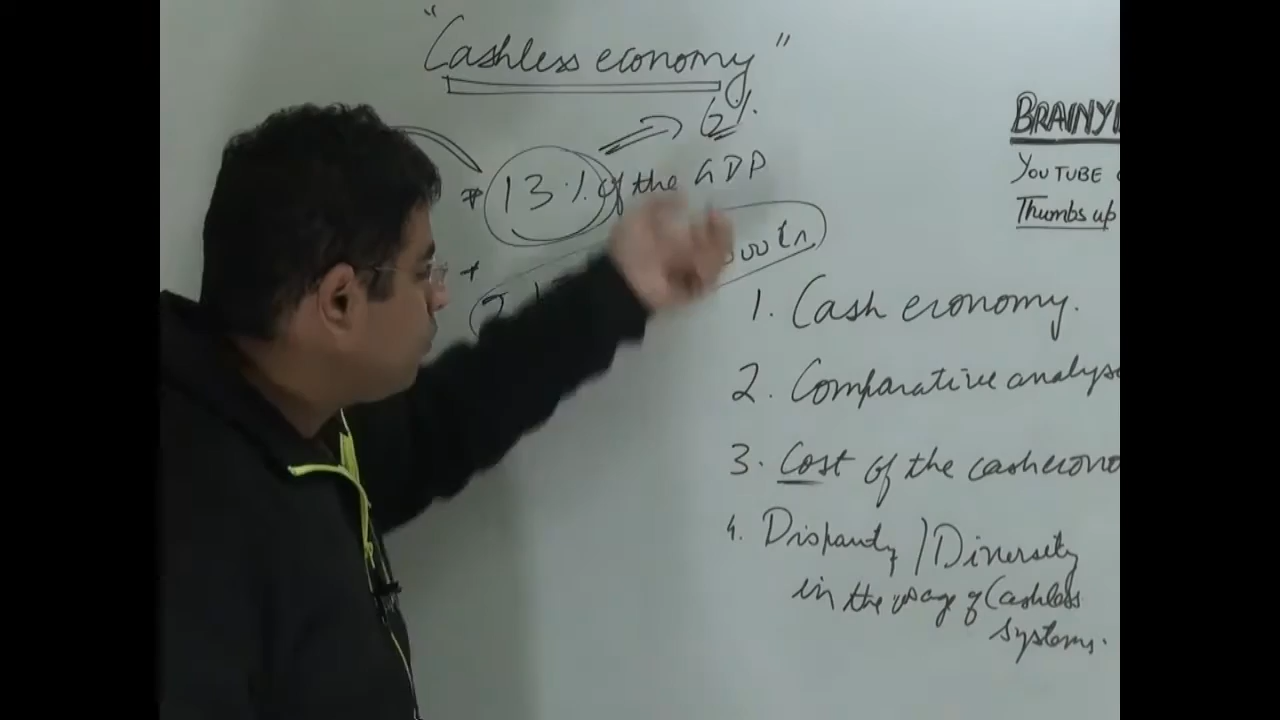 "Cashless economy"
6%.
* 13% of the GDP
BRAINY
YOUTUBE
Thumbs up
1. Cash economy.
2. Comparative analys
3. Cost of the cash econo
4. Disparity / Diversity
in the usage of Cashless
Systems.